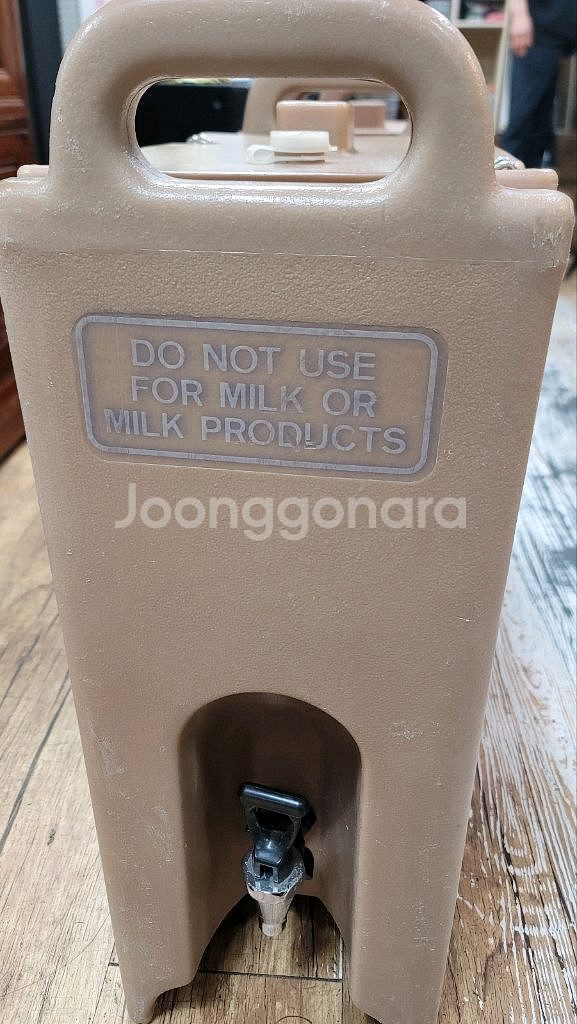 DO NOT USE
FOR MILK OR
MILK PRODUCTS
Joonggonara